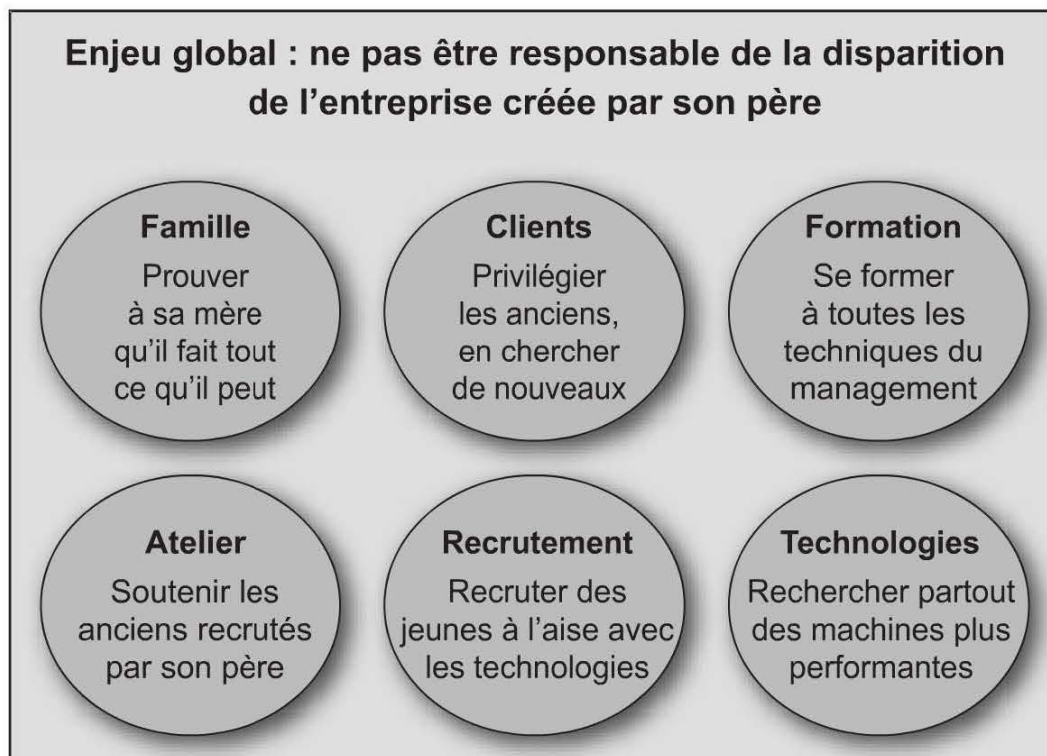 Enjeu global : ne pas être responsable de la disparition
de l’entreprise créée par son père
Famille
Prouver
à sa mère
qu’il fait tout
ce qu’il peut
Clients
Privilégier
les anciens,
en chercher
de nouveaux
Formation
Se former
à toutes les
techniques du
management
Atelier
Soutenir les
anciens recrutés
par son père
Recrutement
Recruter des
jeunes à l’aise avec
les technologies
Technologies
Rechercher partout
des machines plus
performantes